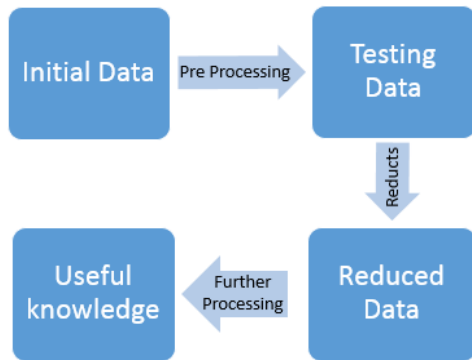 Initial Data
Pre Processing
Testing
Data
Reducts
Reduced
Data
Further
Processing
Useful
knowledge